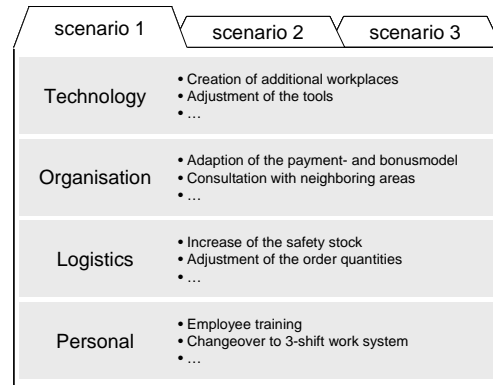 scenario 1
scenario 2
scenario 3
Technology
• Creation of additional workplaces
• Adjustment of the tools
• …
Organisation
• Adaption of the payment- and bonusmodel
• Consultation with neighboring areas
• …
Logistics
• Increase of the safety stock
• Adjustment of the order quantities
• …
Personal
• Employee training
• Changeover to 3-shift work system
• …